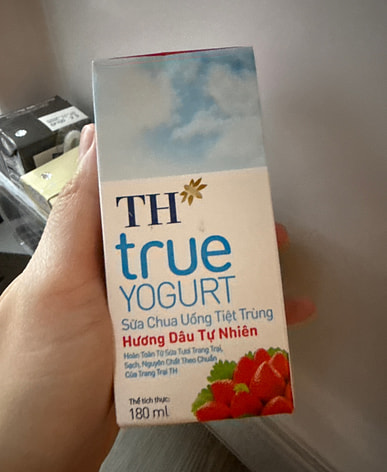 TH
true
YOGURT
Sữa Chua Uống Tiệt Trùng
Hương Dâu Tự Nhiên
Hoàn Toàn Từ Sữa Tươi Trang Trại,
Sạch, Nguyên Chất Theo Chuẩn
Của Trang Trại TH
Thể tích thực:
180 ml